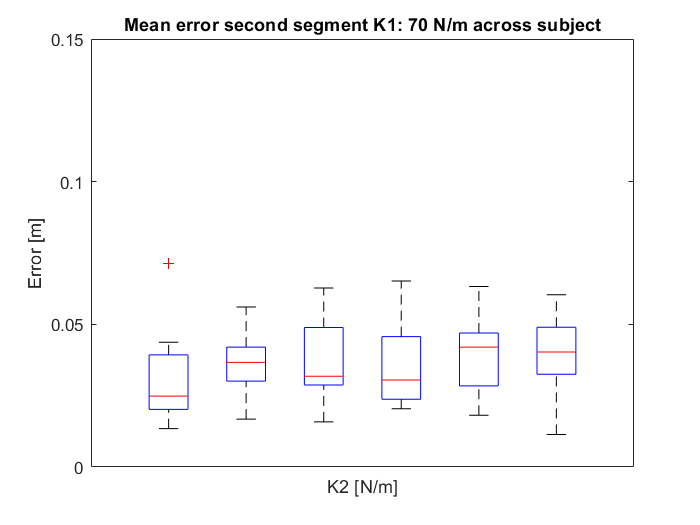 Mean error second segment K1: 70 N/m across subject
0.15
0.1
0.05
0
Error [m]
K2 [N/m]